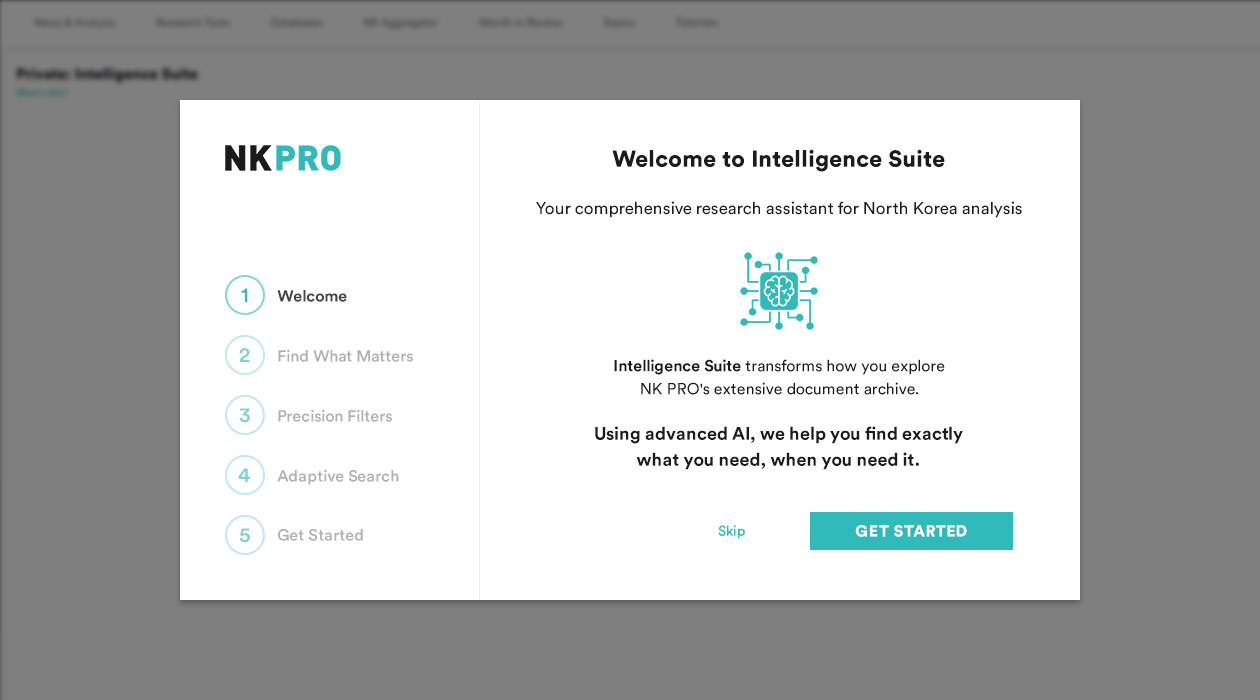 News & Analysis Research Tools Databases NK Aggregator Month in Review Topics Tutorials
Private: Intelligence Suite
What is this?
NKPRO
Welcome to Intelligence Suite
Your comprehensive research assistant for North Korea analysis
1 Welcome
2 Find What Matters
3 Precision Filters
4 Adaptive Search
5 Get Started
Intelligence Suite transforms how you explore
NK PRO's extensive document archive.
Using advanced AI, we help you find exactly
what you need, when you need it.
Skip
GET STARTED